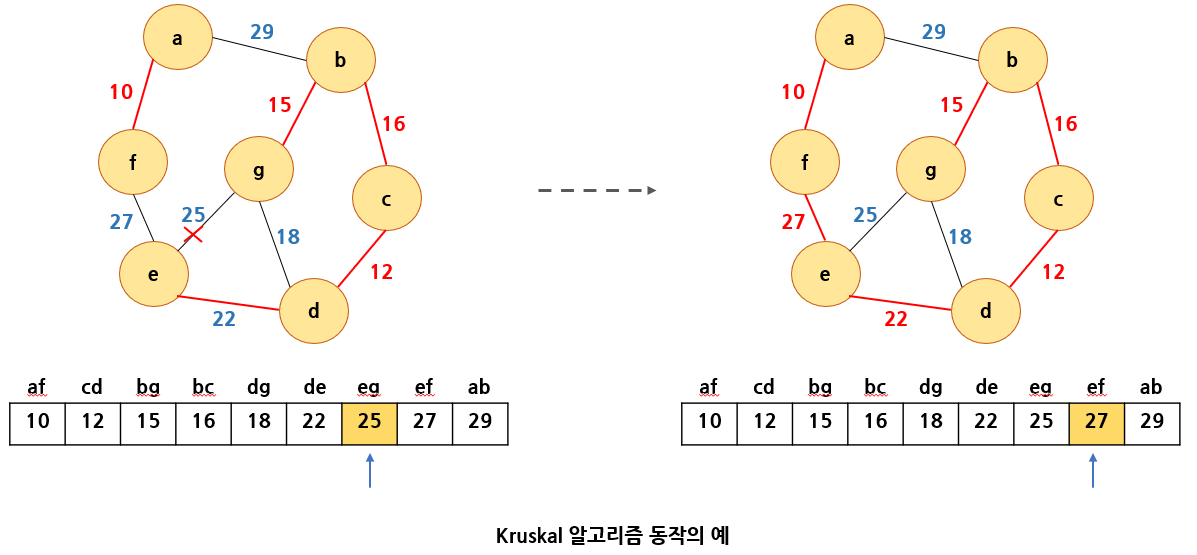 a 29 b a 29 b
10 15 16 10 15 16
f g c f g c
27 25 18 12 27 25 18 12
e 22 d e 22 d
af cd bg bc dg de eg ef ab af cd bg bc dg de eg ef ab
10 12 15 16 18 22 25 27 29 10 12 15 16 18 22 25 27 29
Kruskal 알고리즘 동작의 예